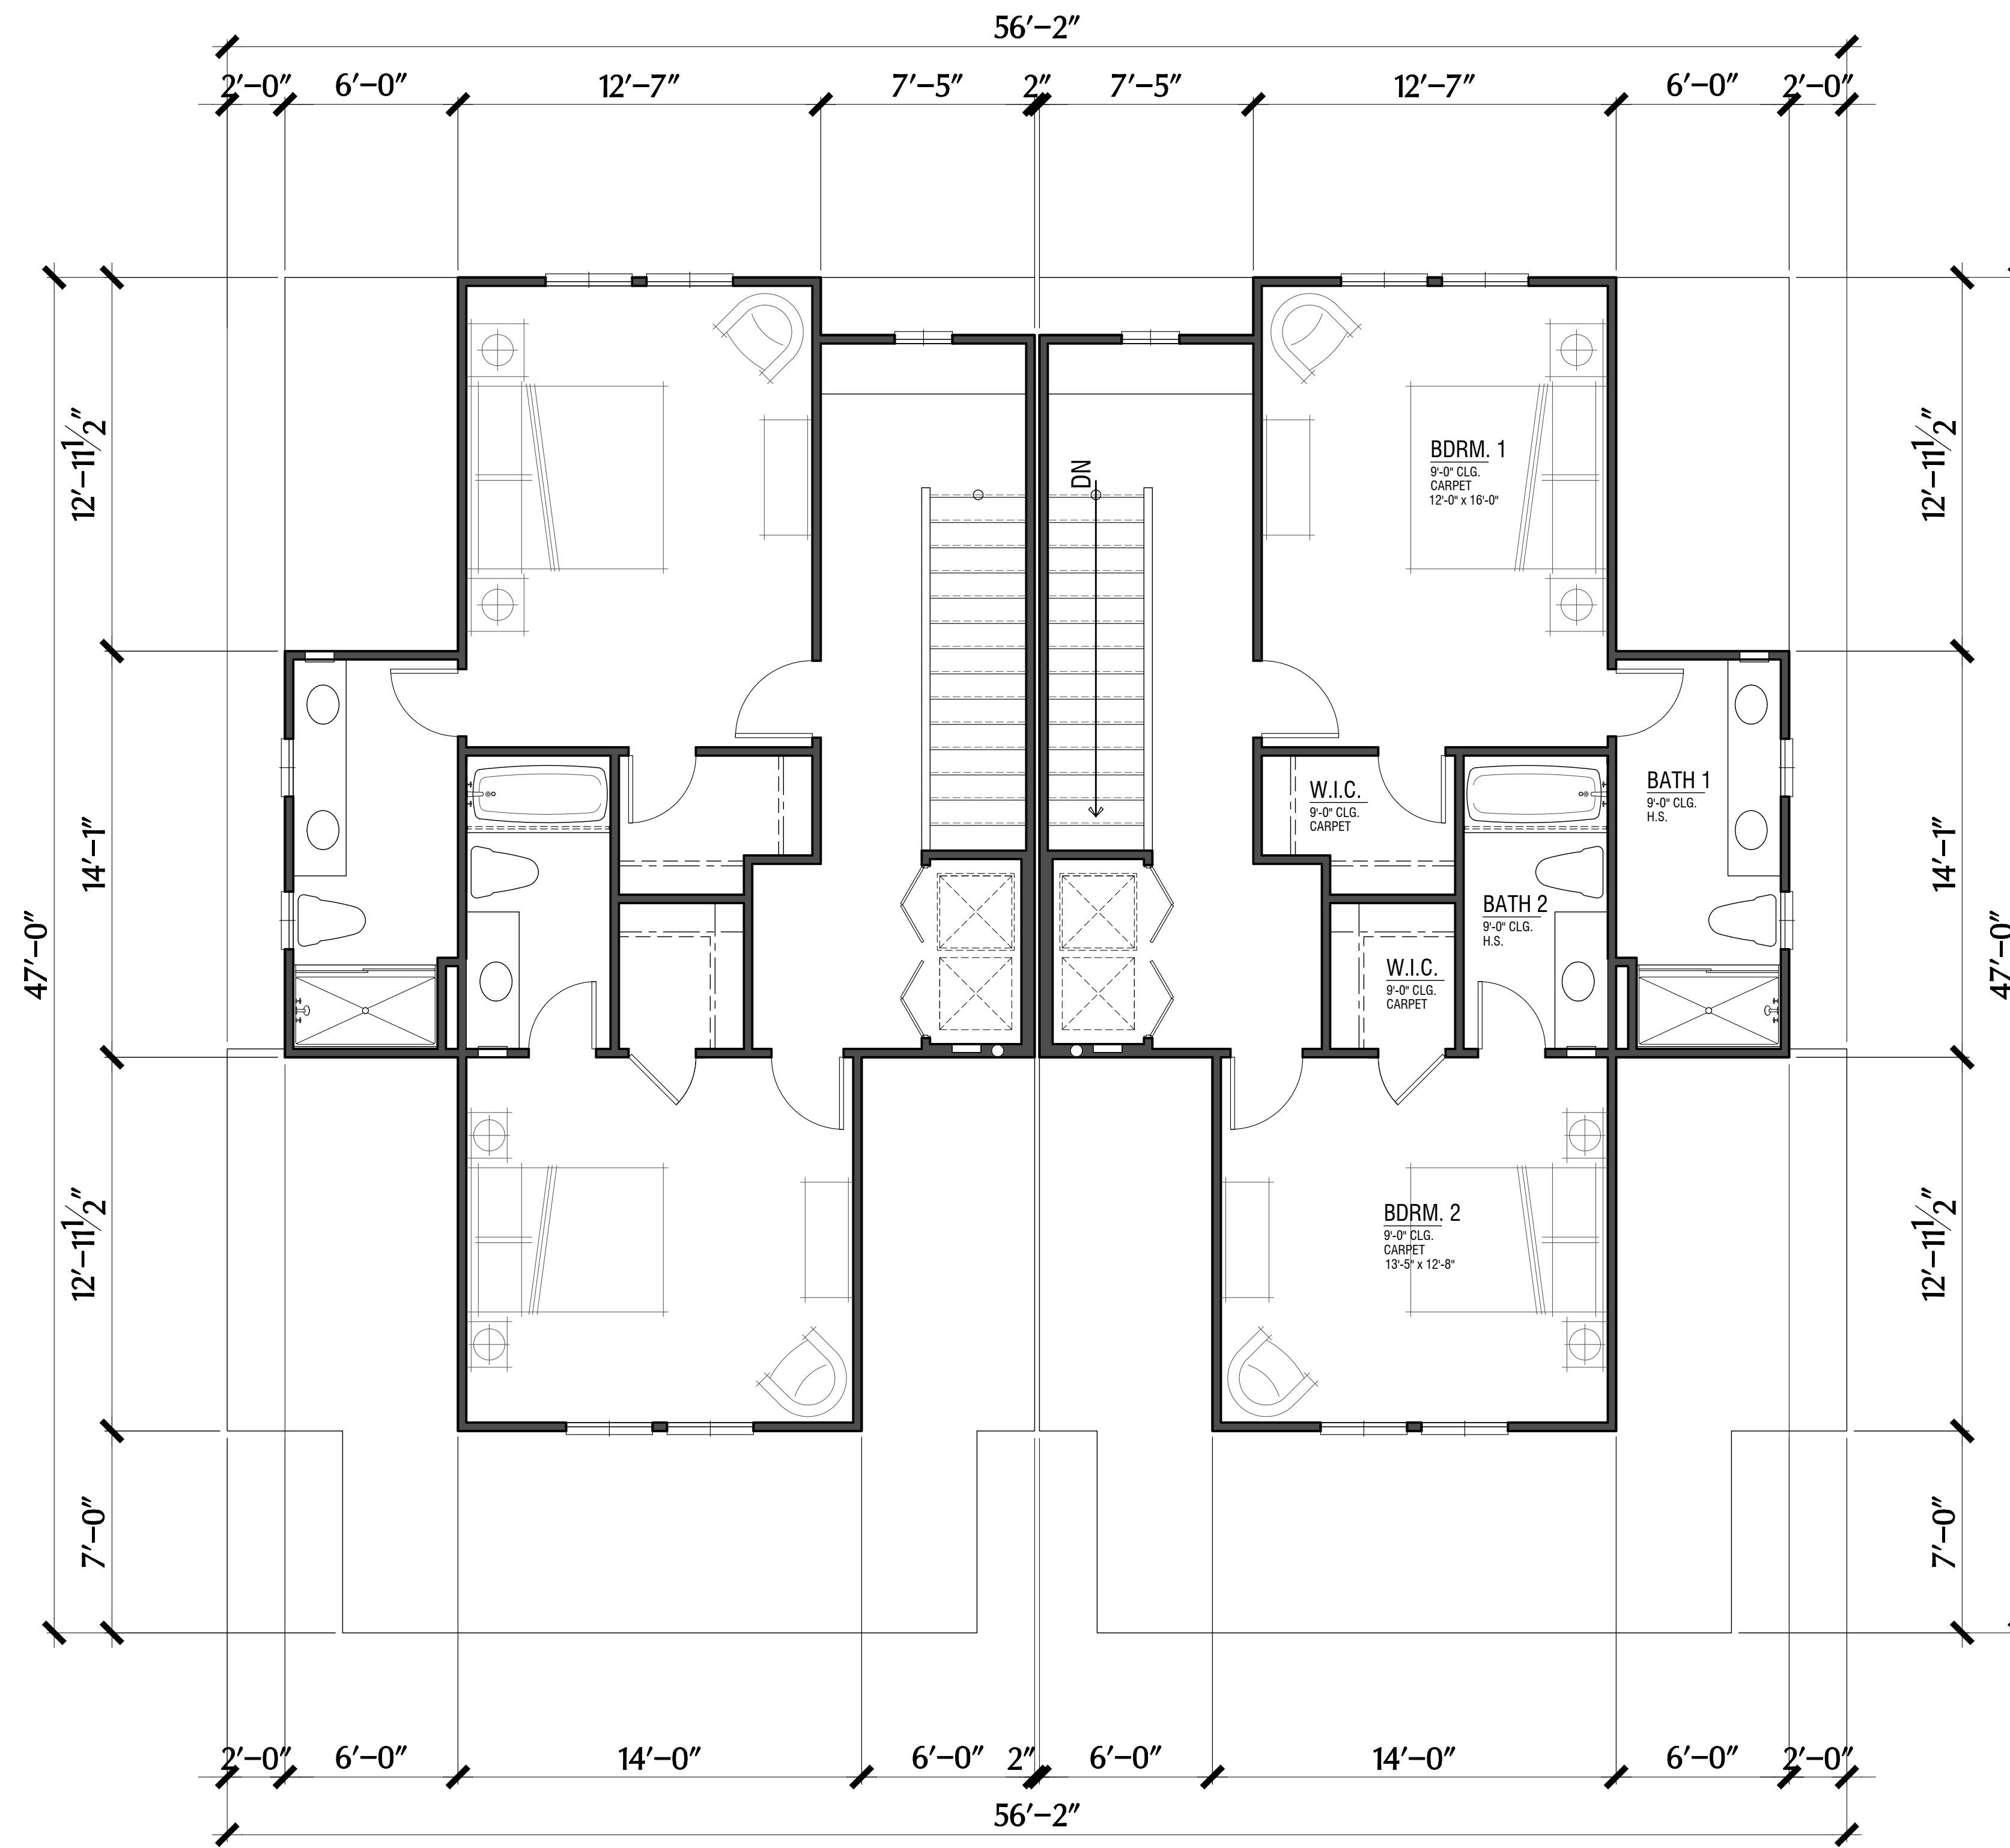 56′–2″
2′–0″ 6′–0″ 12′–7″ 7′–5″ 2″ 7′–5″ 12′–7″ 6′–0″ 2′–0″
12′–11 1/2″
12′–11 1/2″
BDRM. 1
9'-0" CLG.
CARPET
12'-0" x 16'-0"
DN
14′–1″
14′–1″
W.I.C.
9'-0" CLG.
CARPET
BATH 1
9'-0" CLG.
H.S.
BATH 2
9'-0" CLG.
H.S.
W.I.C.
9'-0" CLG.
CARPET
47′–0″
47′–0″
12′–11 1/2″
12′–11 1/2″
BDRM. 2
9'-0" CLG.
CARPET
13'-5" x 12'-8"
7′–0″
7′–0″
2′–0″ 6′–0″ 14′–0″ 6′–0″ 2″ 6′–0″ 14′–0″ 6′–0″ 2′–0″
56′–2″